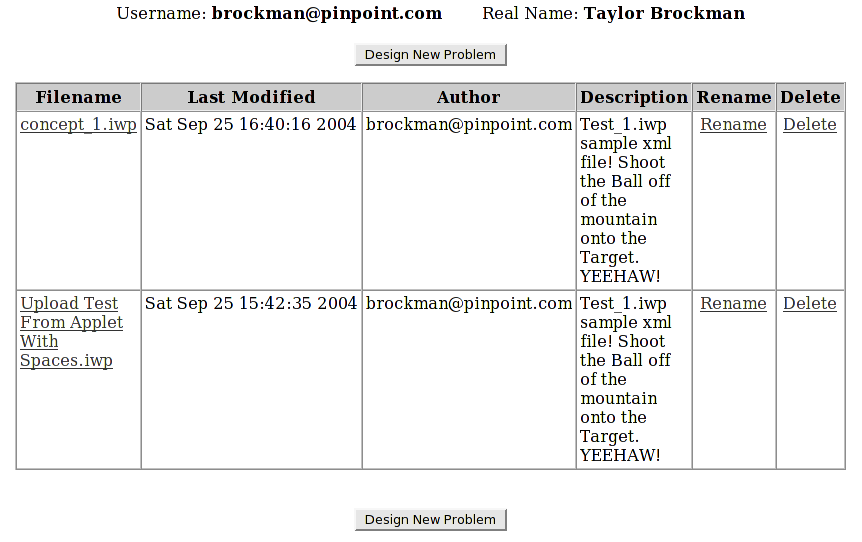 Username: brockman@pinpoint.com Real Name: Taylor Brockman
Design New Problem
Filename Last Modified Author Description Rename Delete
concept_1.iwp Sat Sep 25 16:40:16 2004 brockman@pinpoint.com Test_1.iwp Rename Delete
sample xml
file! Shoot
the Ball off
of the
mountain
onto the
Target.
YEEHAW!
Upload Test Sat Sep 25 15:42:35 2004 brockman@pinpoint.com Test_1.iwp Rename Delete
From Applet sample xml
With file! Shoot
Spaces.iwp the Ball off
of the
mountain
onto the
Target.
YEEHAW!
Design New Problem